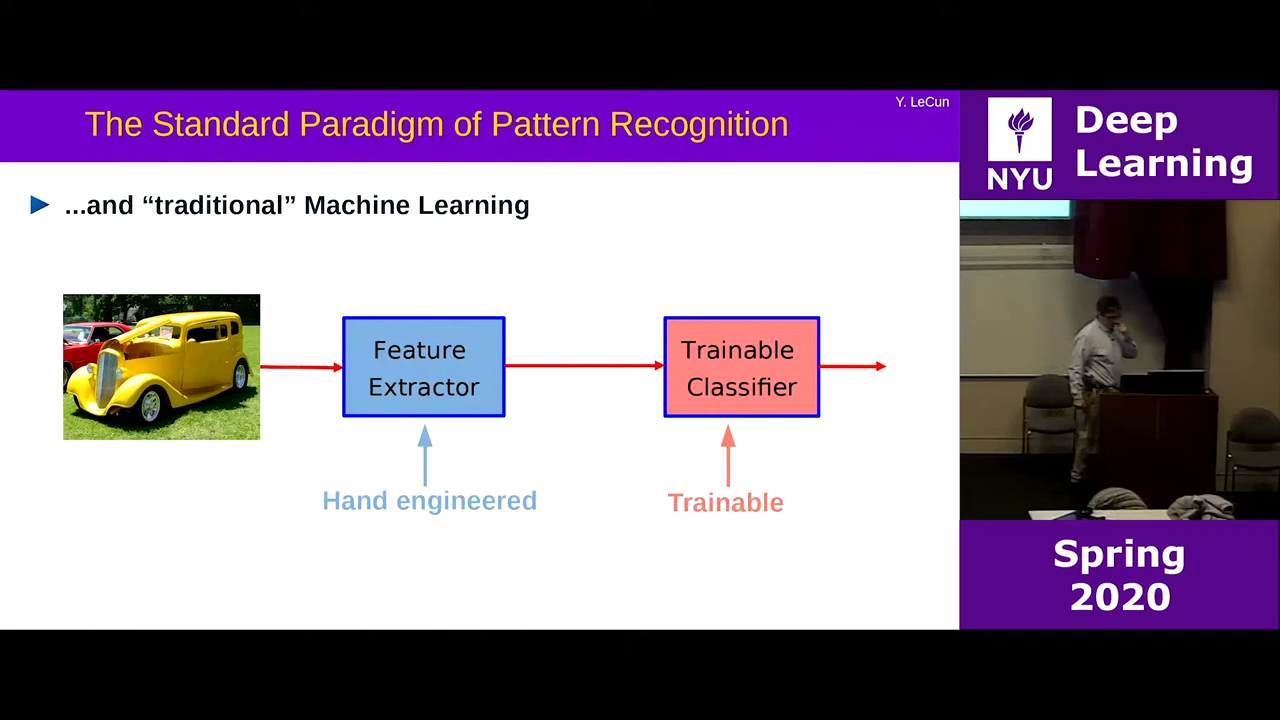 Y. LeCun
The Standard Paradigm of Pattern Recognition
...and “traditional” Machine Learning
Feature
Extractor
Trainable
Classifier
Hand engineered
Trainable
NYU
Deep
Learning
Spring
2020